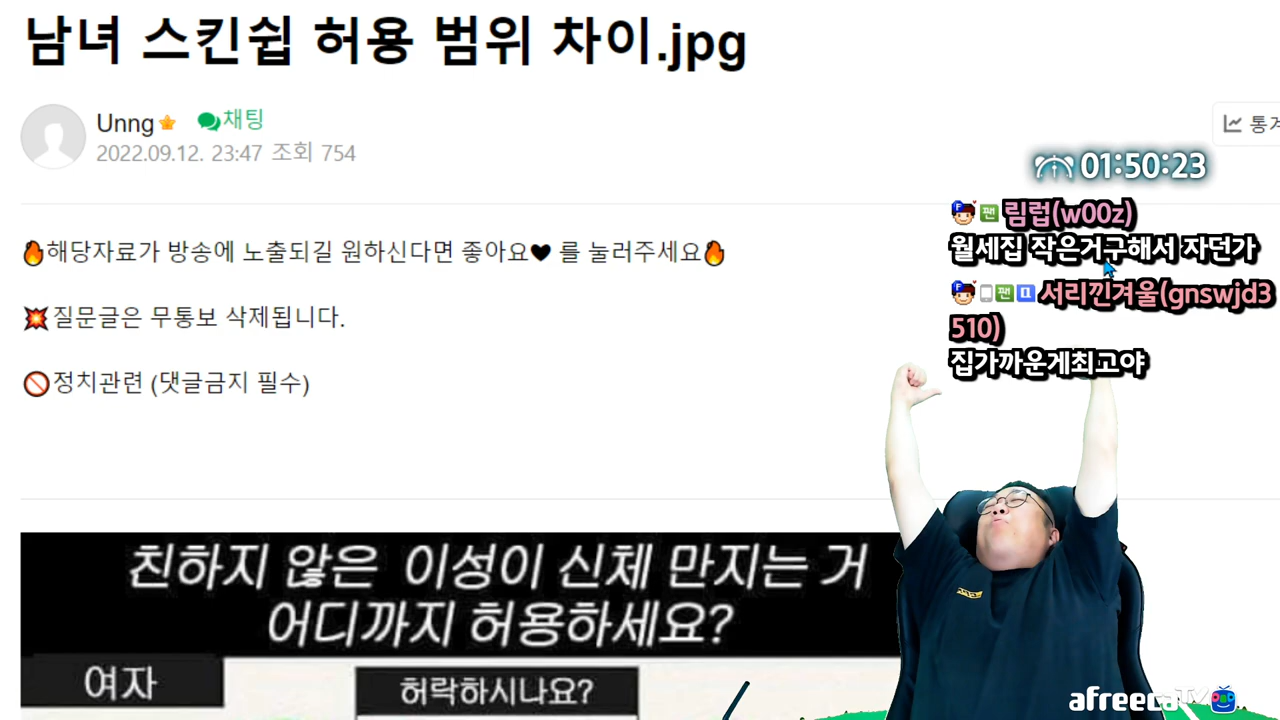 남녀 스킨쉽 허용 범위 차이.jpg
Unng 채팅
2022.09.12. 23:47 조회 754
통계
01:50:23
해당자료가 방송에 노출되길 원하신다면 좋아요🖤 를 눌러주세요
질문글은 무통보 삭제됩니다.
정치관련 (댓글금지 필수)
팬 림럽(w00z)
월세집 작은거구해서 자던가
팬 서리낀겨울(gnswjd3
510)
집가까운게최고야
친하지 않은 이성이 신체 만지는 거
어디까지 허용하세요?
여자
허락하시나요?
afreecaTV